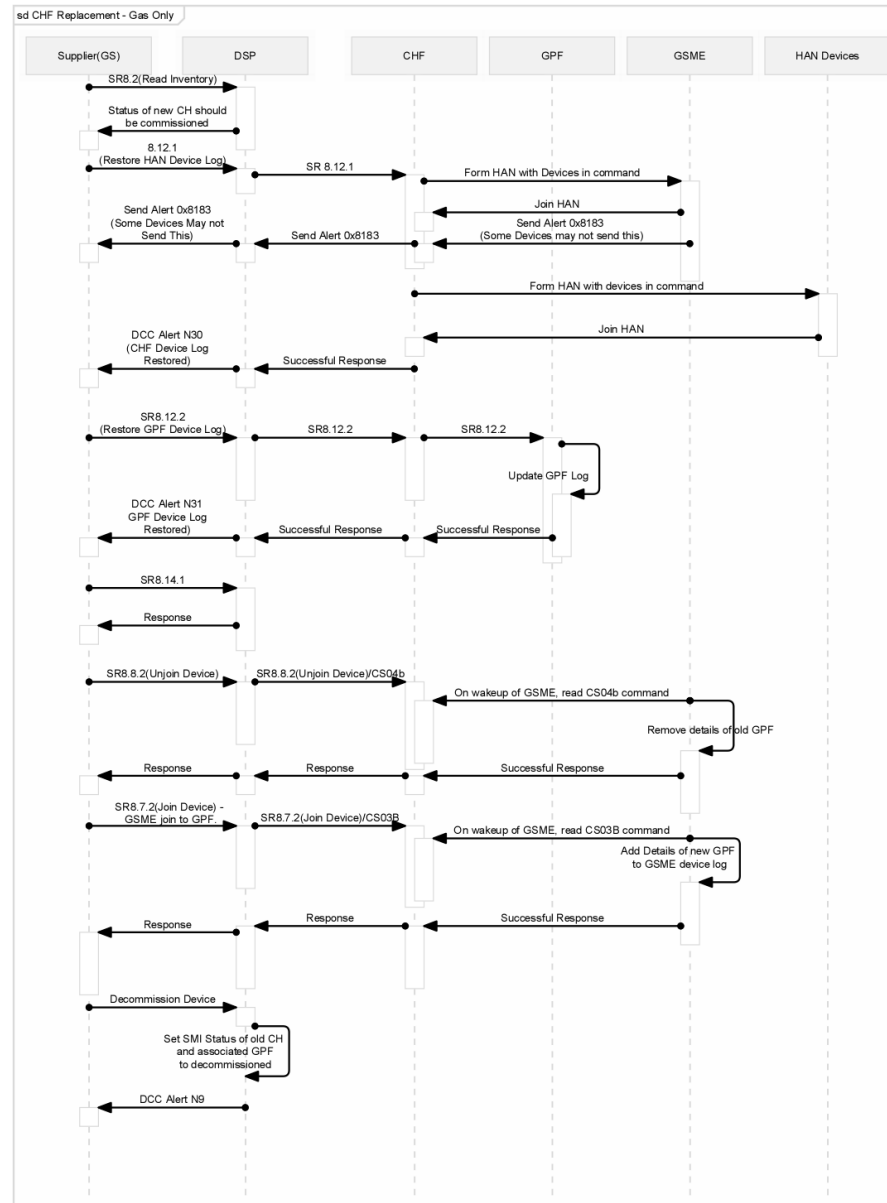 sd CHF Replacement - Gas Only
Supplier(GS)
DSP
CHF
GPF
GSME
HAN Devices
SR8.2(Read Inventory)
Status of new CH should
be commissioned
8.12.1
(Restore HAN Device Log)
SR 8.12.1
Form HAN with Devices in command
Join HAN
Send Alert 0x8183
(Some Devices May not
Send This)
Send Alert 0x8183
Send Alert 0x8183
(Some Devices may not send this)
Form HAN with devices in command
Join HAN
DCC Alert N30
(CHF Device Log
Restored)
Successful Response
SR8.12.2
(Restore GPF Device Log)
SR8.12.2
SR8.12.2
Update GPF Log
DCC Alert N31
GPF Device Log
Restored)
Successful Response
Successful Response
SR8.14.1
Response
SR8.8.2(Unjoin Device)
SR8.8.2(Unjoin Device)/CS04b
On wakeup of GSME, read CS04b command
Remove details of old GPF
Response
Response
Successful Response
SR8.7.2(Join Device) -
GSME join to GPF.
SR8.7.2(Join Device)/CS03B
On wakeup of GSME, read CS03B command
Add Details of new GPF
to GSME device log
Response
Response
Successful Response
Decommission Device
Set SMI Status of old CH
and associated GPF
to decommissioned
DCC Alert N9